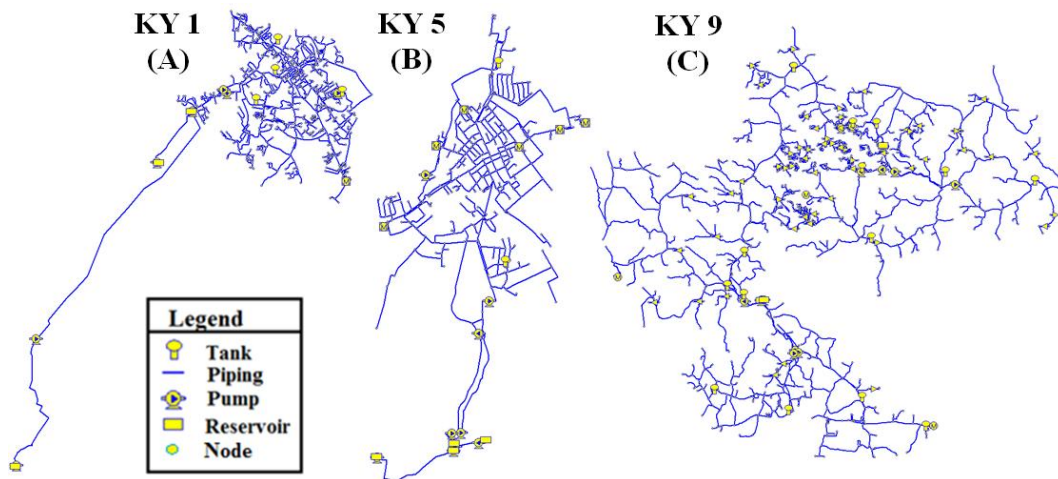 KY 1
(A)
KY 5
(B)
KY 9
(C)
Legend
Tank
Piping
Pump
Reservoir
Node